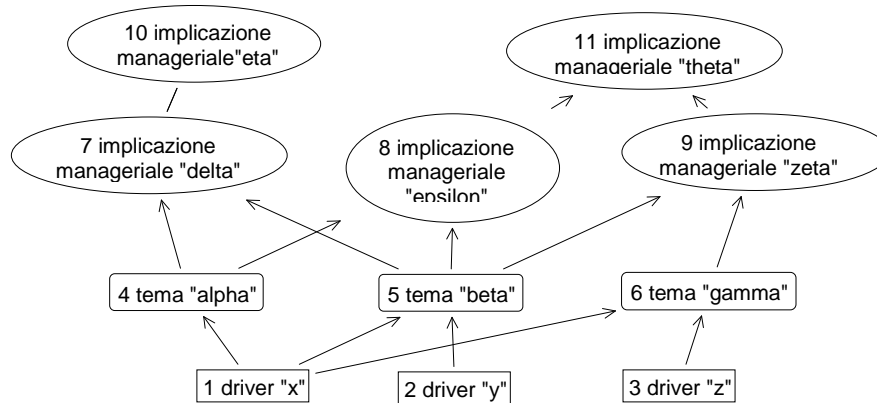 10 implicazione
manageriale"eta"
11 implicazione
manageriale "theta"
7 implicazione
manageriale "delta"
8 implicazione
manageriale
"epsilon"
9 implicazione
manageriale "zeta"
4 tema "alpha"
5 tema "beta"
6 tema "gamma"
1 driver "x"
2 driver "y"
3 driver "z"